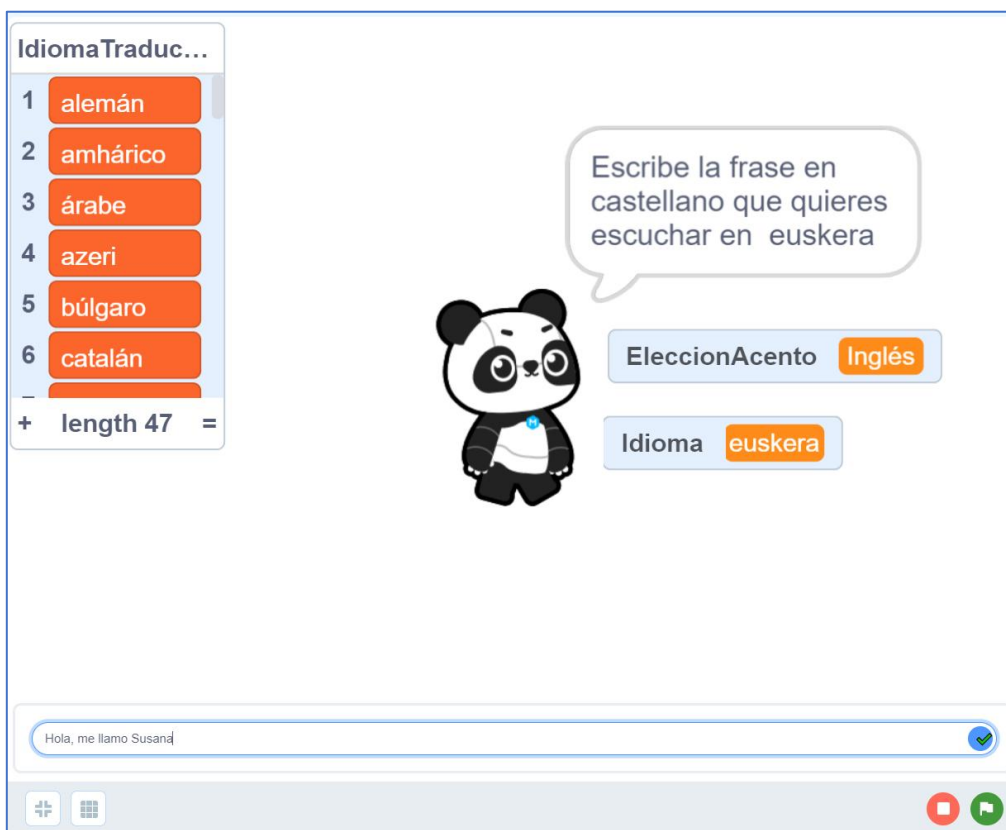 IdiomaTraduc...
1 alemán
2 amhárico
3 árabe
4 azeri
5 búlgaro
6 catalán
+ length 47 =
Escribe la frase en
castellano que quieres
escuchar en euskera
EleccionAcento Inglés
Idioma euskera
Hola, me llamo Susana